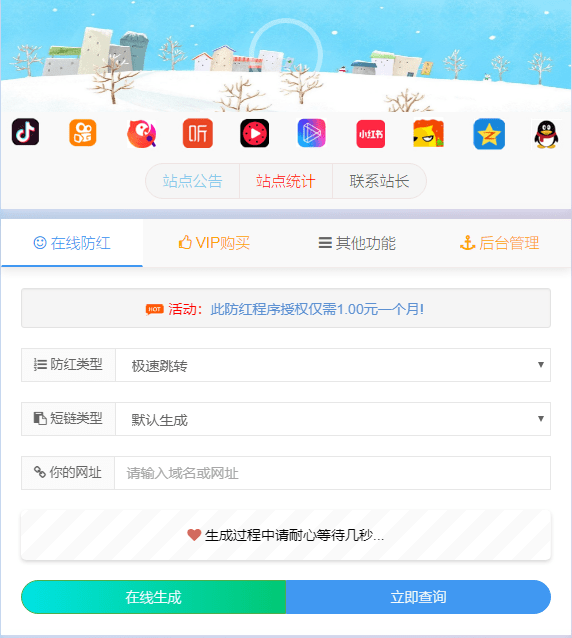 听
小红书
站点公告 站点统计 联系站长
在线防红 VIP购买 其他功能 后台管理
HOT 活动：此防红程序授权仅需1.00元一个月!
防红类型 极速跳转
短链类型 默认生成
你的网址 请输入域名或网址
生成过程中请耐心等待几秒...
在线生成 立即查询